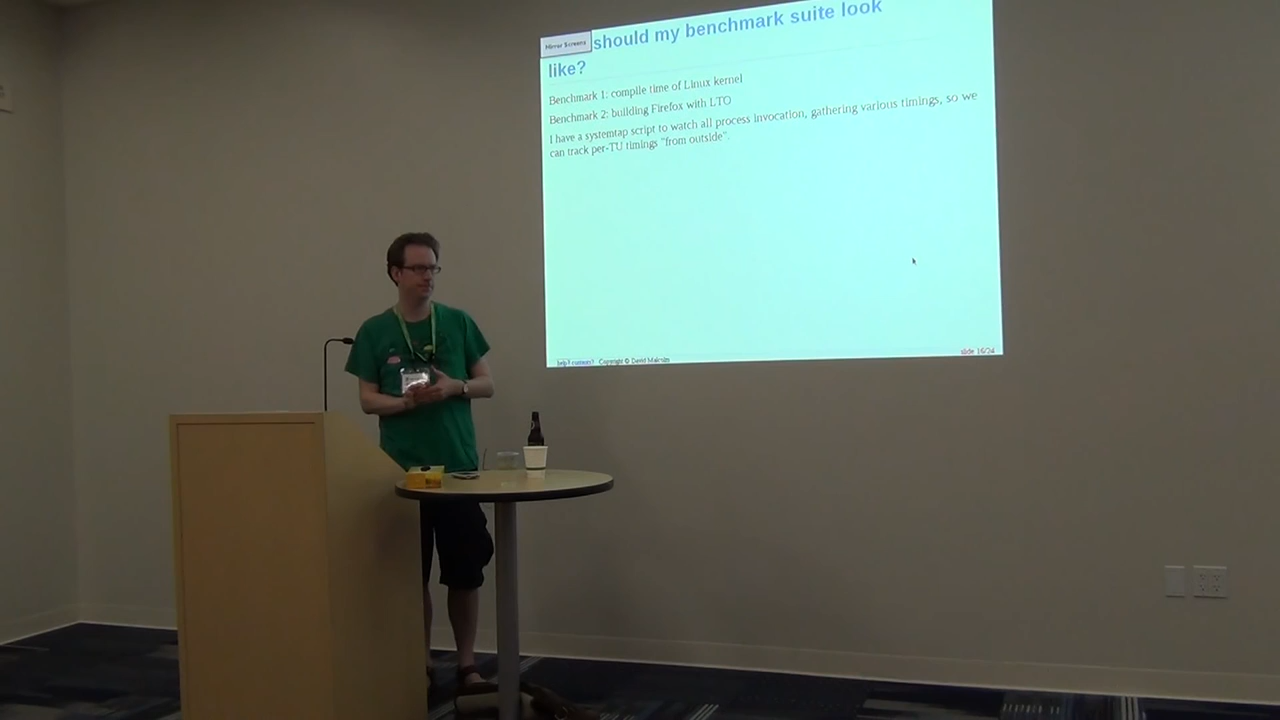 Mirror Screens
should my benchmark suite look
like?
Benchmark 1: compile time of Linux kernel
Benchmark 2: building Firefox with LTO
I have a systemtap script to watch all process invocation, gathering various timings, so we
can track per-TU timings "from outside".
Copyright © David Malcolm
slide 16/24